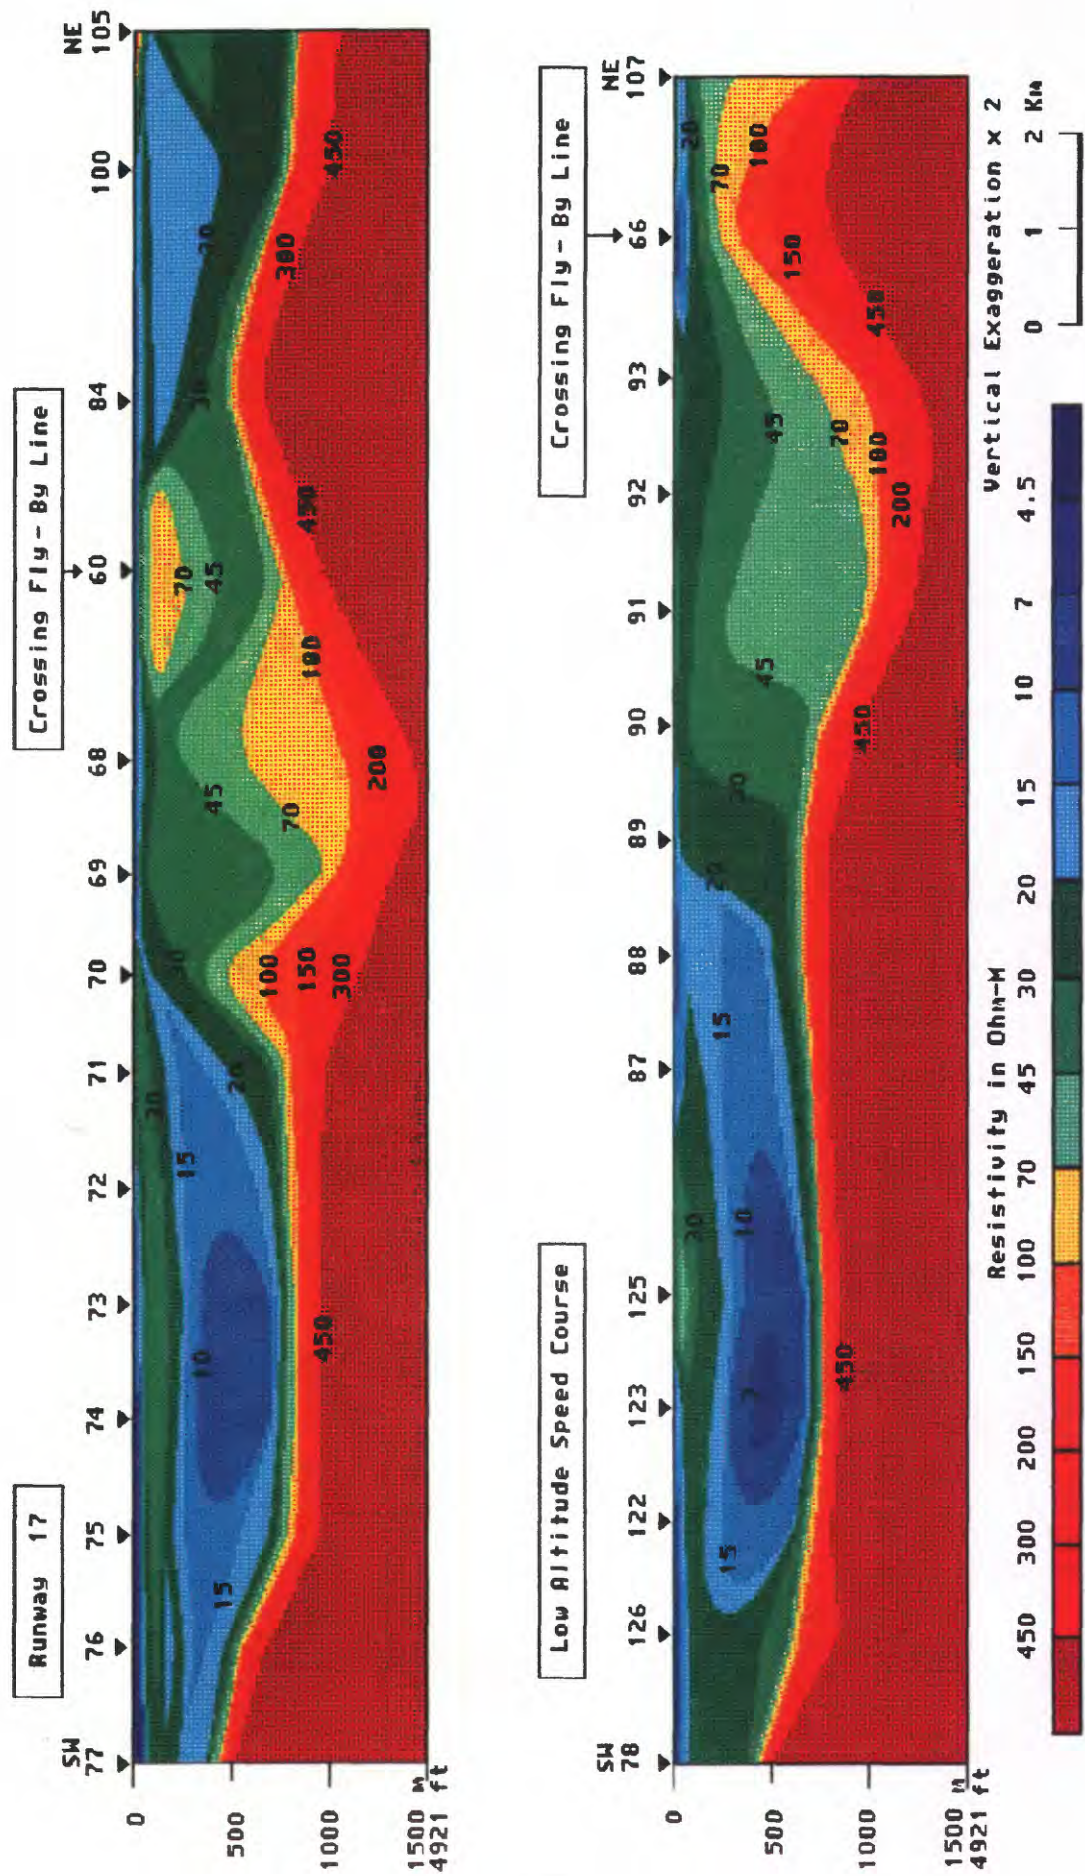 Runway 17
Crossing Fly-By Line
SW
NE
77 76 75 74 73 72 71 70 69 68 60 84 100 105
0
500
1000
1500 M
4921 ft
15
10
450
15
20
20
30
100
150
300
45
70
200
100
70
45
450
30
20
300
450
Low Altitude Speed Course
Crossing Fly-By Line
SW
NE
78 126 122 123 125 87 88 89 90 91 92 93 66 107
0
500
1000
1500 M
4921 ft
15
7
450
10
20
15
20
30
450
45
200
100
70
45
450
150
70
100
20
Resistivity in Ohm-M
Vertical Exaggeration x 2
450 300 200 150 100 70 45 30 20 15 10 7 4.5
0 1 2 Km